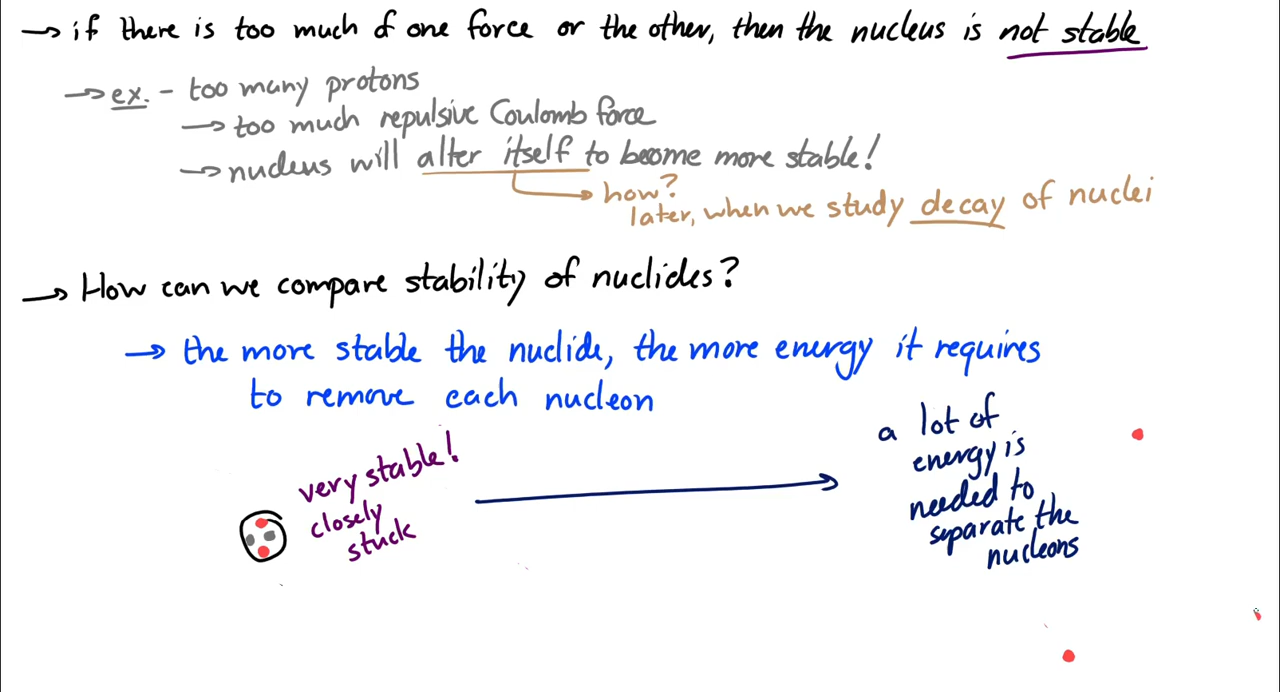 → if there is too much of one force or the other, then the nucleus is not stable
→ ex. - too many protons
→ too much repulsive Coulomb force
→ nucleus will alter itself to become more stable!
→ how?
later, when we study decay of nuclei
→ How can we compare stability of nuclides?
→ the more stable the nuclide, the more energy it requires
to remove each nucleon
very stable!
closely
stuck
a lot of
energy is
needed to
separate the
nucleons